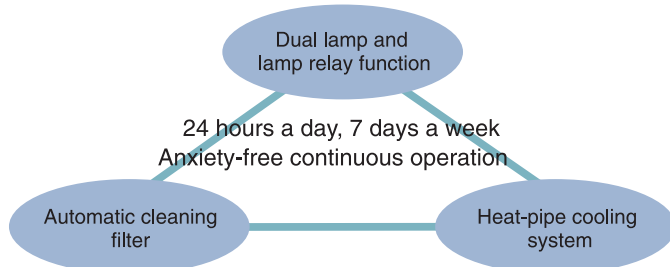 Dual lamp and
lamp relay function
24 hours a day, 7 days a week
Anxiety-free continuous operation
Automatic cleaning
filter
Heat-pipe cooling
system